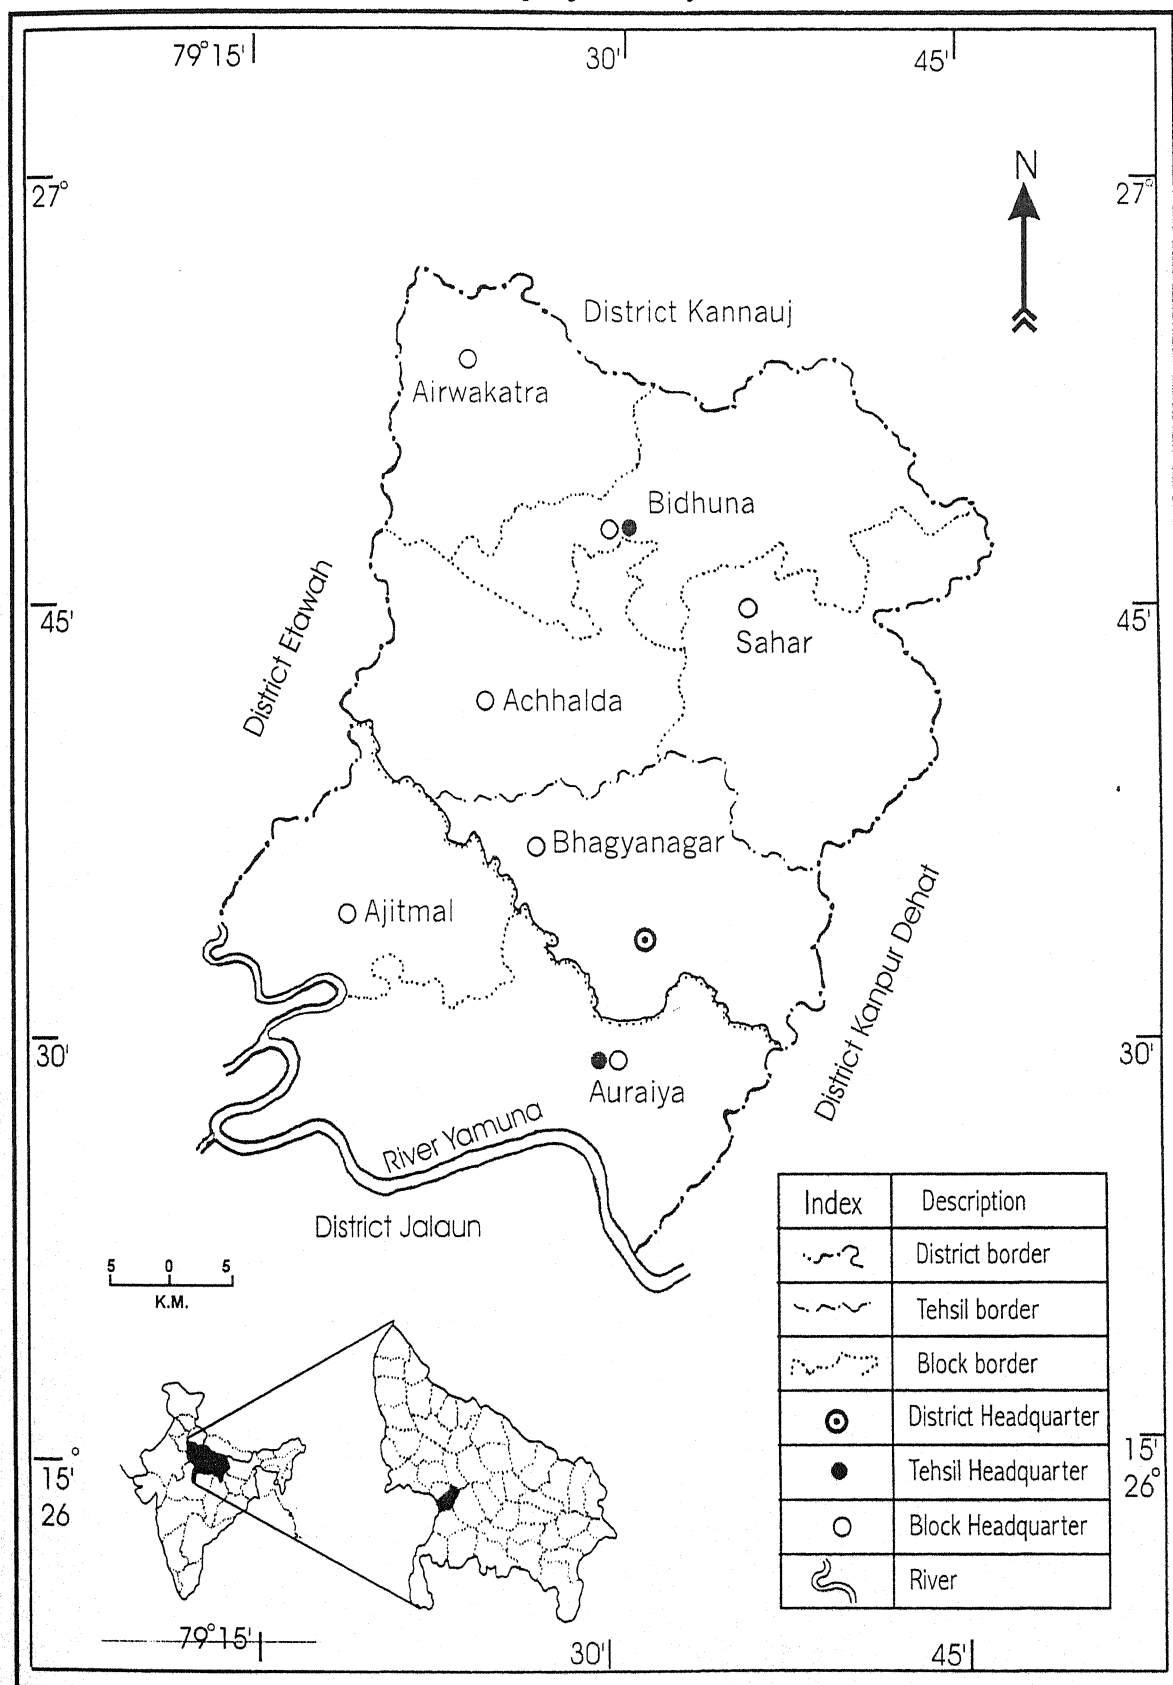 79°15'
30'
45'
27°
27°
N
District Kannauj
Airwakatra
Bidhuna
District Etawah
45'
45'
Sahar
Achhalda
Bhagyanagar
Ajitmal
District Kanpur Dehat
30'
30'
Auraiya
River Yamuna
District Jalaun
5 0 5
K.M.
Index Description
District border
Tehsil border
Block border
District Headquarter
Tehsil Headquarter
Block Headquarter
River
°
15'
26
15'
26°
79°15'
30'
45'